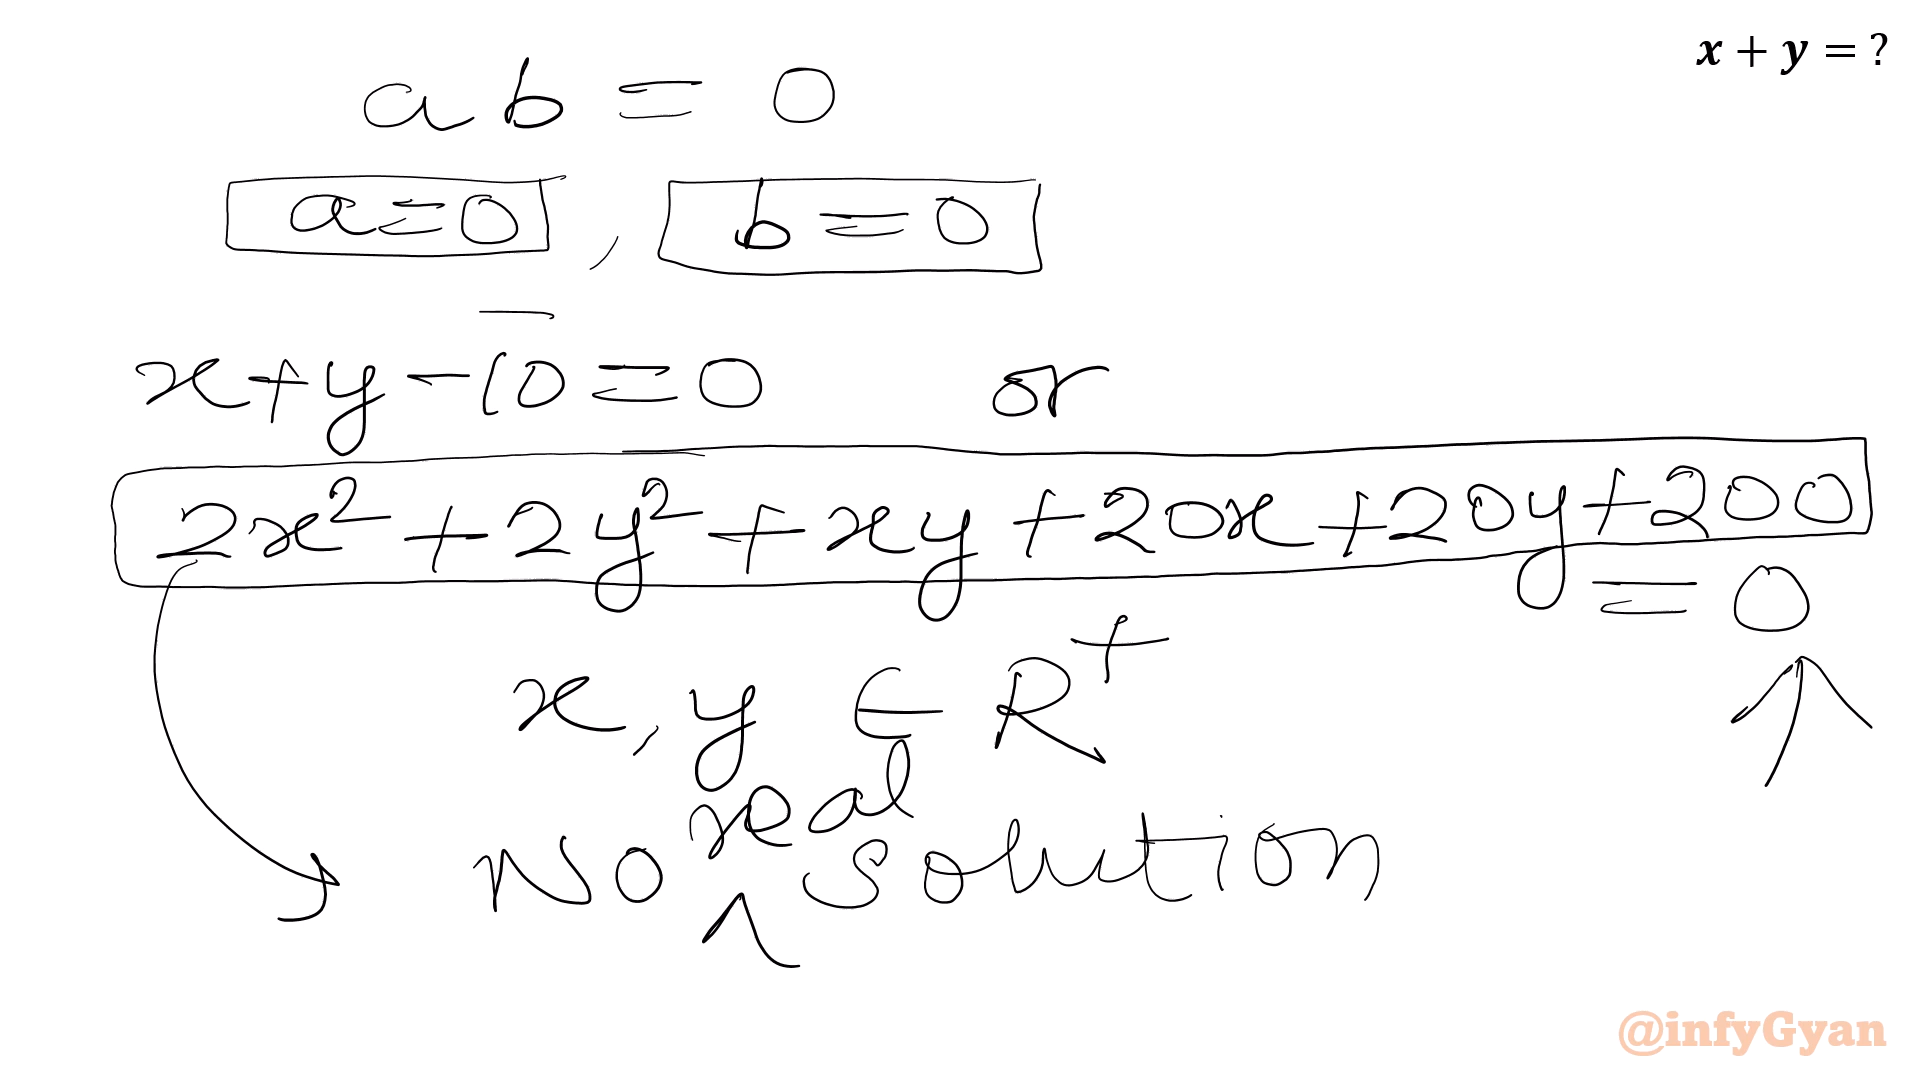 x + y = ?
ab = 0
a = 0 , b = 0
x + y - 10 = 0 or
2x² + 2y² + xy + 20x + 20y + 200
= 0
x, y ∈ R⁺
real
No ^ solution
@infyGyan